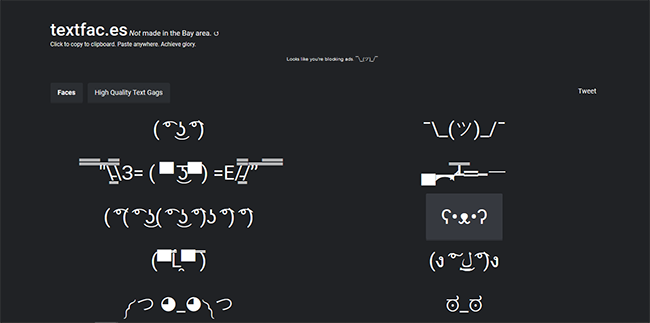 textfac.es Not made in the Bay area. ↺
Click to copy to clipboard. Paste anywhere. Achieve glory.
Looks like you're blocking ads. ¯\_(ツ)_/¯
Faces High Quality Text Gags Tweet
( ͡° ͜ʖ ͡°) ¯\_(ツ)_/¯
̿̿ ̿̿ ̿̿ ̿'̿'\̵͇̿̿\З= ( ▀ ͜͞ʖ▀) =Ε/̵͇̿̿/’̿’̿ ̿ ̿̿ ̿̿ ̿̿ ▄︻̷̿┻̿═━一
( ͡°( ͡° ͜ʖ( ͡° ͜ʖ ͡°)ʖ ͡°) ͡°) ʕ•ᴥ•ʔ
(▀̿Ĺ̯▀̿ ̿) (ง ͠° ͟ل͜ ͡°)ง
༼ つ ◕_◕ ༽つ ಠ_ಠ